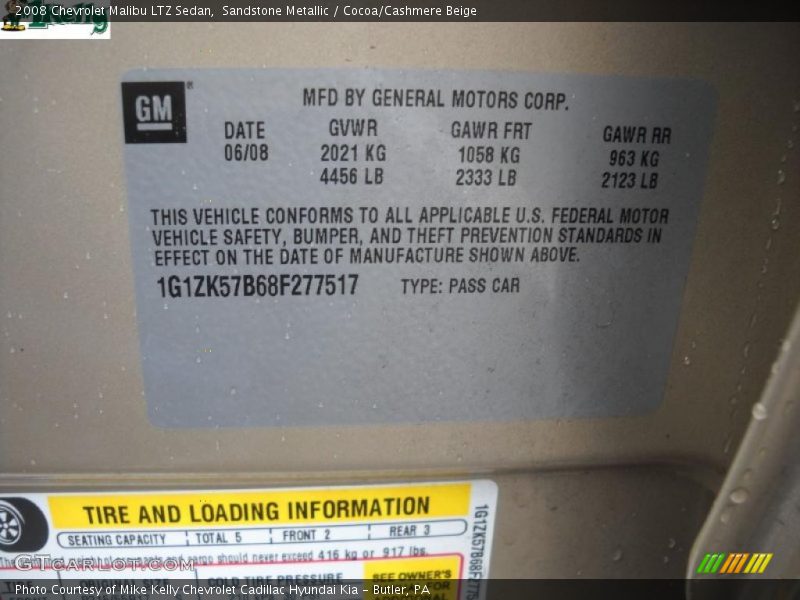 2008 Chevrolet Malibu LTZ Sedan, Sandstone Metallic / Cocoa/Cashmere Beige
GM
®
MFD BY GENERAL MOTORS CORP.
DATE GVWR GAWR FRT GAWR RR
06/08 2021 KG 1058 KG 963 KG
4456 LB 2333 LB 2123 LB
THIS VEHICLE CONFORMS TO ALL APPLICABLE U.S. FEDERAL MOTOR
VEHICLE SAFETY, BUMPER, AND THEFT PREVENTION STANDARDS IN
EFFECT ON THE DATE OF MANUFACTURE SHOWN ABOVE.
1G1ZK57B68F277517 TYPE: PASS CAR
TIRE AND LOADING INFORMATION
SEATING CAPACITY TOTAL 5 FRONT 2 REAR 3
should never exceed 416 kg or 917 lbs.
COLD TIRE PRESSURE
SEE OWNER'S
GTCARLOT.COM
Photo Courtesy of Mike Kelly Chevrolet Cadillac Hyundai Kia - Butler, PA